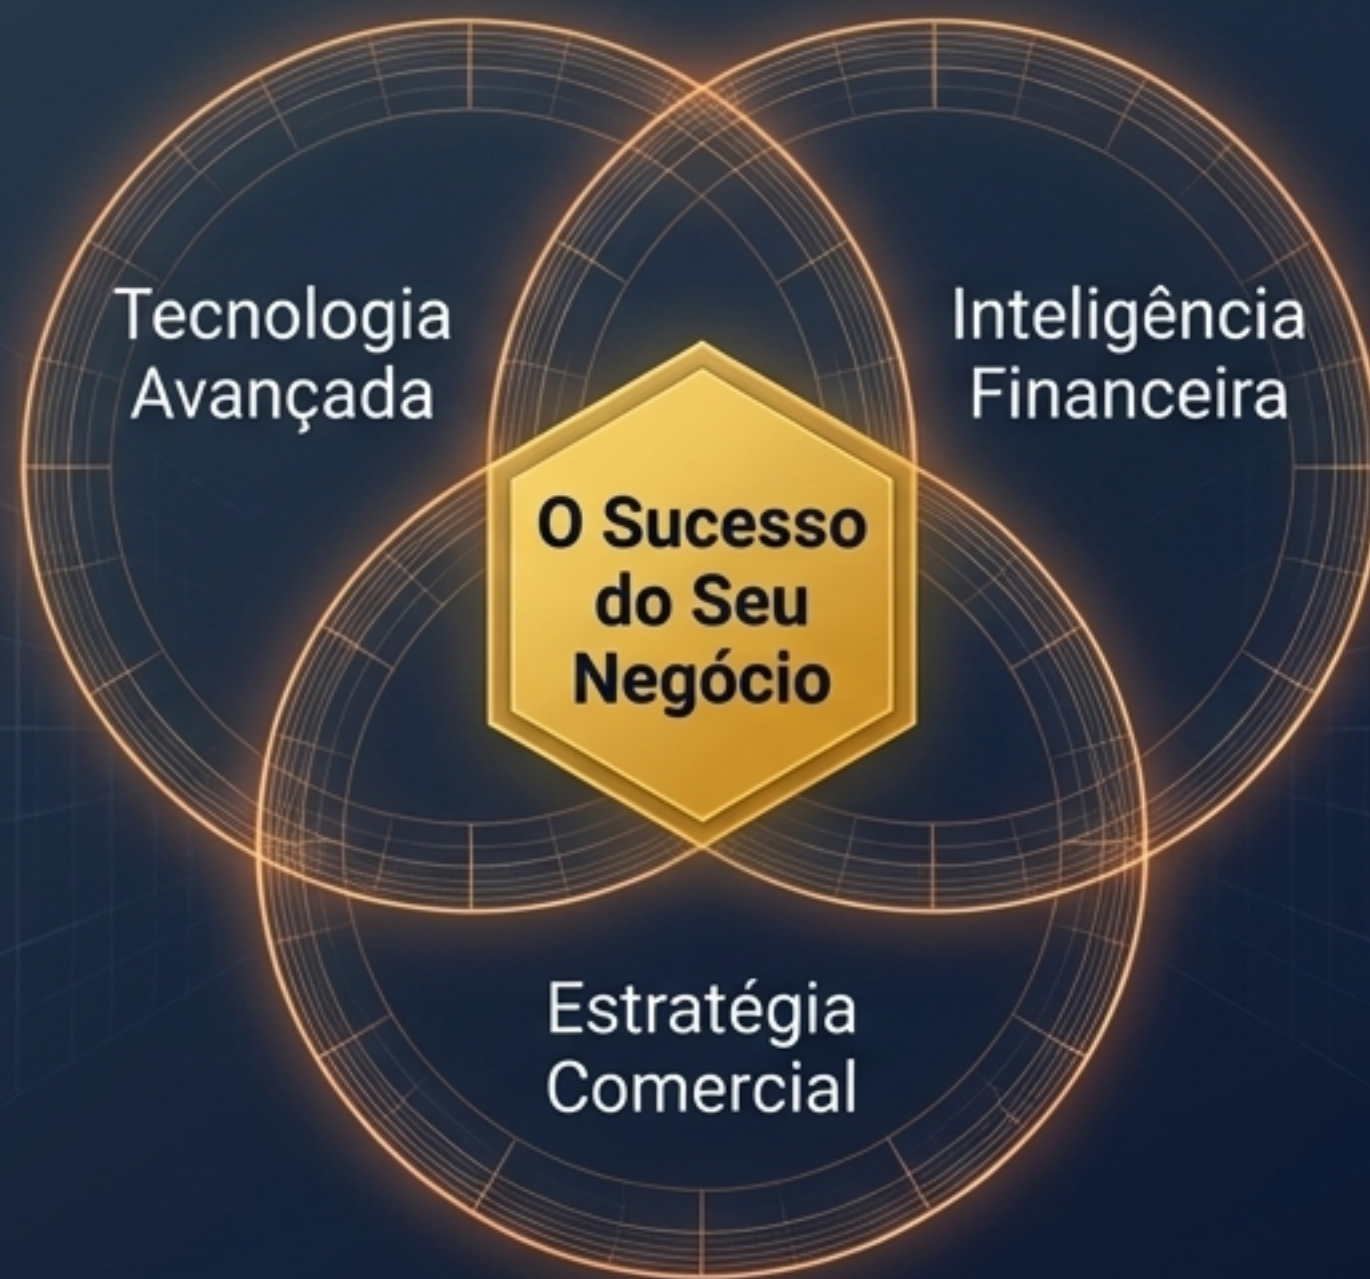 Tecnologia
Avançada
Inteligência
Financeira
O Sucesso
do Seu
Negócio
Estratégia
Comercial